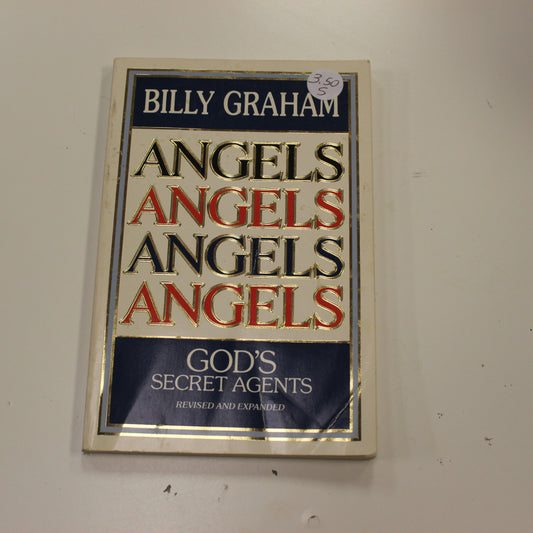 BILLY GRAHAM
3.50
S
ANGELS
ANGELS
ANGELS
ANGELS
GOD'S
SECRET AGENTS
REVISED AND EXPANDED